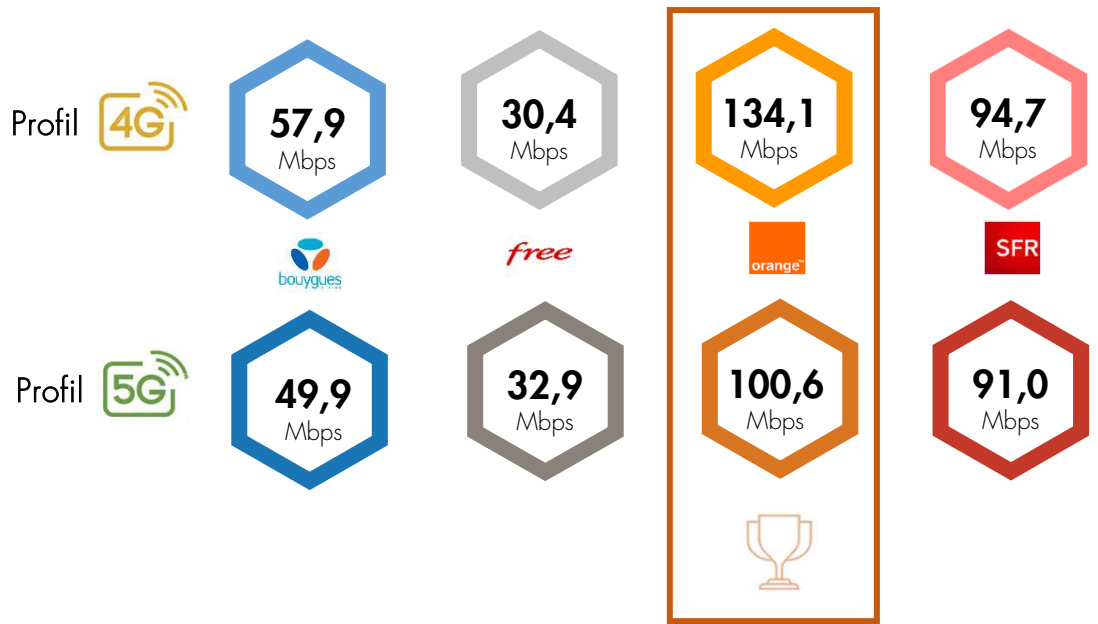 Profil 4G
57,9
Mbps
30,4
Mbps
134,1
Mbps
94,7
Mbps
bouygues
free
orange™
SFR
Profil 5G
49,9
Mbps
32,9
Mbps
100,6
Mbps
91,0
Mbps